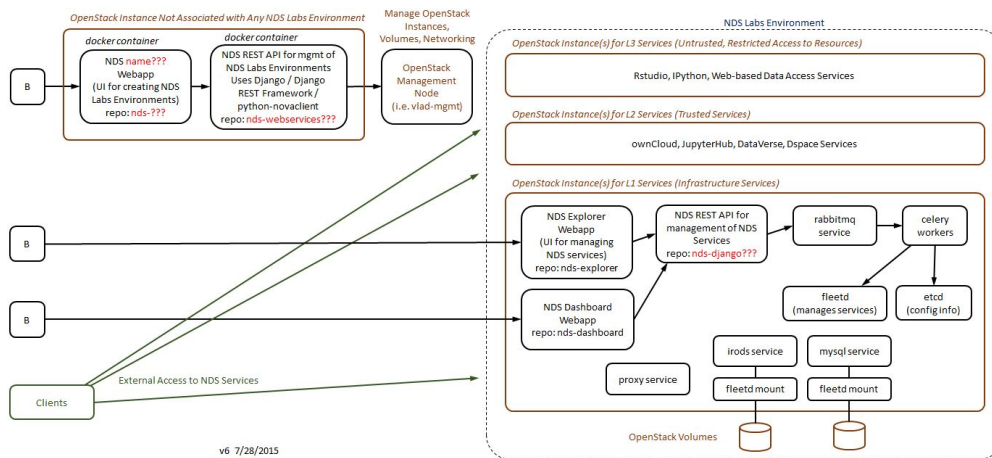 OpenStack Instance Not Associated with Any NDS Labs Environment
docker container
NDS name???
Webapp
(UI for creating NDS
Labs Environments)
repo: nds-???
docker container
NDS REST API for mgmt of
NDS Labs Environments
Uses Django / Django
REST Framework /
python-novaclient
repo: nds-webservices???
Manage OpenStack
Instances,
Volumes, Networking
OpenStack
Management
Node
(i.e. vlad-mgmt)
B
B
B
Clients
External Access to NDS Services
v6 7/28/2015
NDS Labs Environment
OpenStack Instance(s) for L3 Services (Untrusted, Restricted Access to Resources)
Rstudio, IPython, Web-based Data Access Services
OpenStack Instance(s) for L2 Services (Trusted Services)
ownCloud, JupyterHub, DataVerse, Dspace Services
OpenStack Instance(s) for L1 Services (Infrastructure Services)
NDS Explorer
Webapp
(UI for managing
NDS services)
repo: nds-explorer
NDS REST API for
management of NDS
Services
repo: nds-django???
rabbitmq
service
celery
workers
NDS Dashboard
Webapp
repo: nds-dashboard
fleetd
(manages services)
etcd
(config info)
proxy service
irods service
mysql service
fleetd mount
fleetd mount
OpenStack Volumes